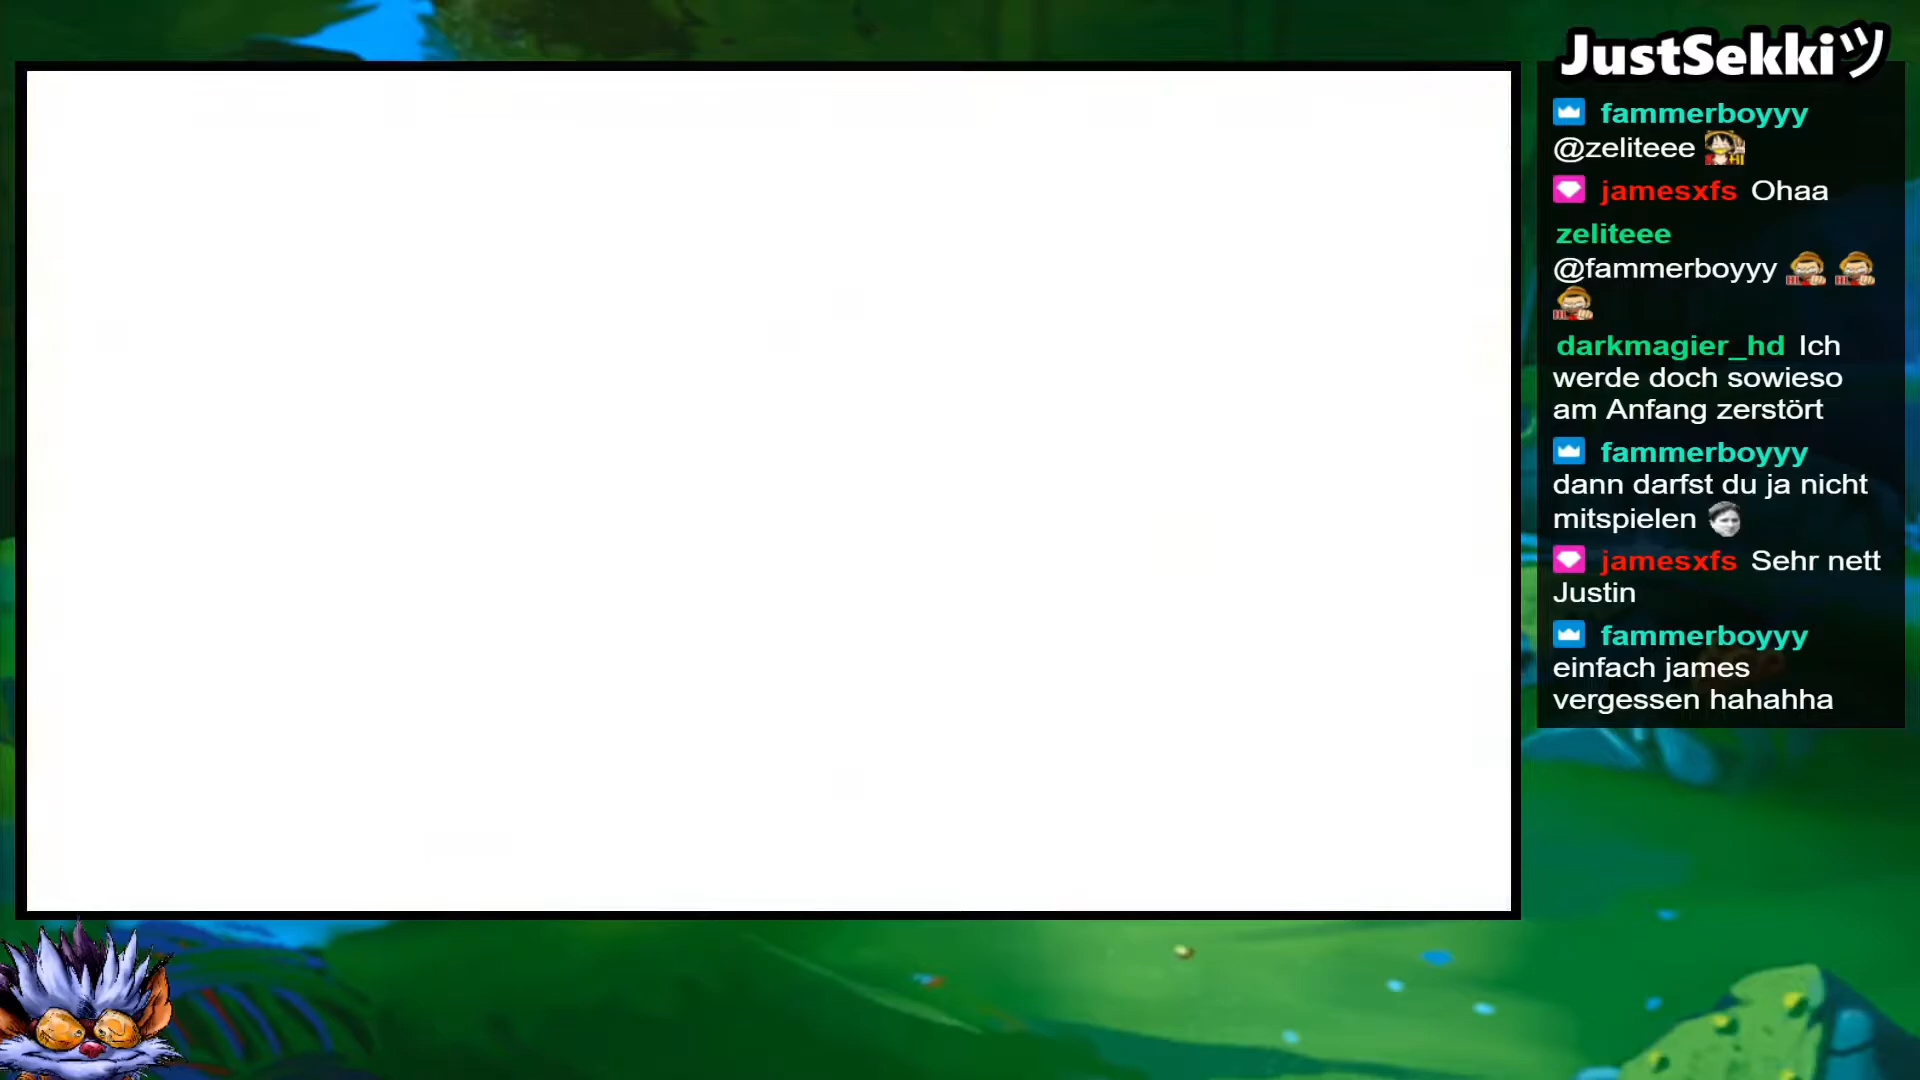 JustSekkiツ
fammerboyyy
@zeliteee
jamesxfs Ohaa
zeliteee
@fammerboyyy
darkmagier_hd Ich
werde doch sowieso
am Anfang zerstört
fammerboyyy
dann darfst du ja nicht
mitspielen
jamesxfs Sehr nett
Justin
fammerboyyy
einfach james
vergessen hahahha